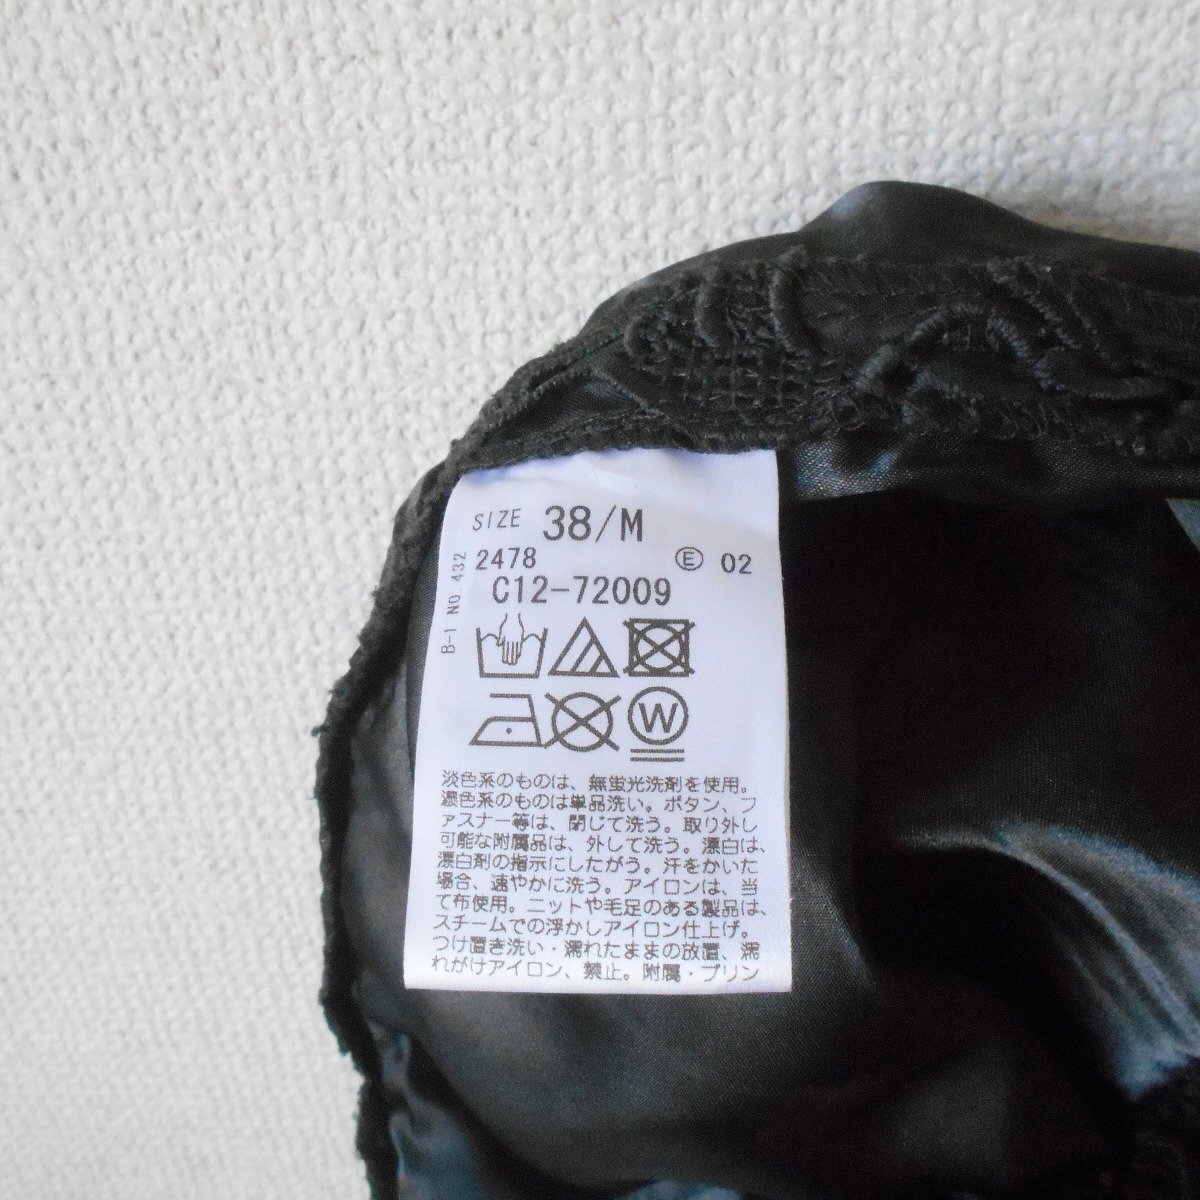 SIZE 38/M
2478 Ⓔ 02
C12-72009
B-1 NO 432
W
淡色系のものは、無蛍光洗剤を使用。
濃色系のものは単品洗い。ボタン、フ
ァスナー等は、閉じて洗う。取り外し
可能な附属品は、外して洗う。漂白は、
漂白剤の指示にしたがう。汗をかいた
場合、速やかに洗う。アイロンは、当
て布使用。ニットや毛足のある製品は、
スチームでの浮かしアイロン仕上げ。
つけ置き洗い・濡れたままの放置、濡
れがけアイロン、禁止。附属・プリン